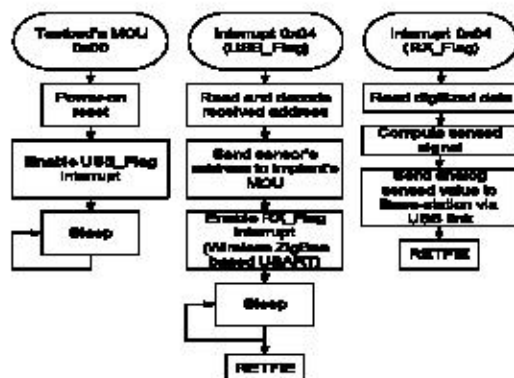 Testbed's MCU
0x00
Power-on
reset
Enable USB_Flag
Interrupt
Sleep
Interrupt 0x04
(USB_Flag)
Read and decode
received address
Send sensor's
address to implant's
MCU
Enable RX_Flag
Interrupt
(Wireless ZigBee
based USART)
Sleep
RETFIE
Interrupt 0x04
(RX_Flag)
Read digitized data
Compute sensed
signal
Send analog
sensed value to
Base-station via
USB link
RETFIE